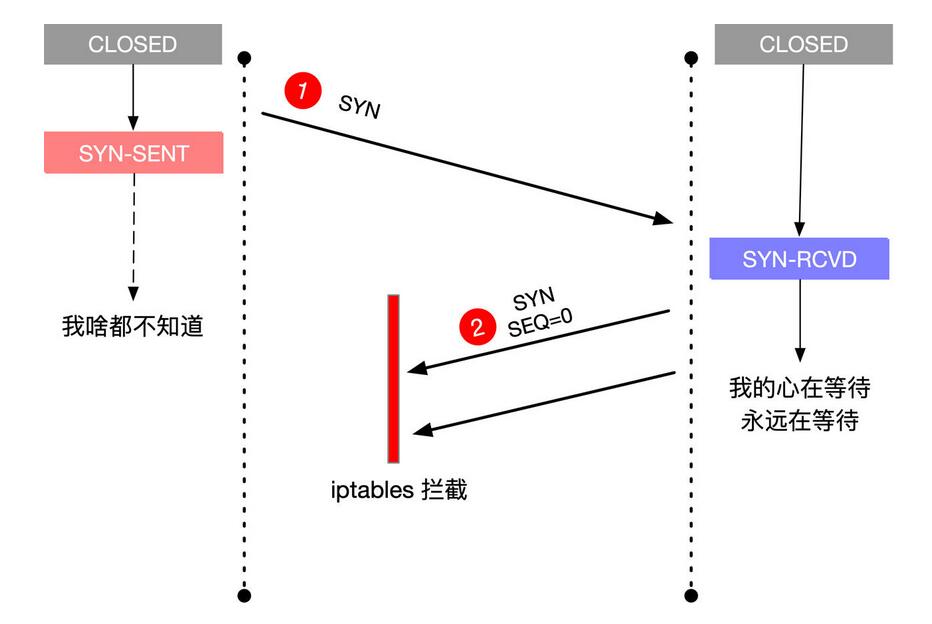 CLOSED
CLOSED
1
SYN
SYN-SENT
SYN-RCVD
SYN
2
SEQ=0
我啥都不知道
我的心在等待
永远在等待
iptables 拦截